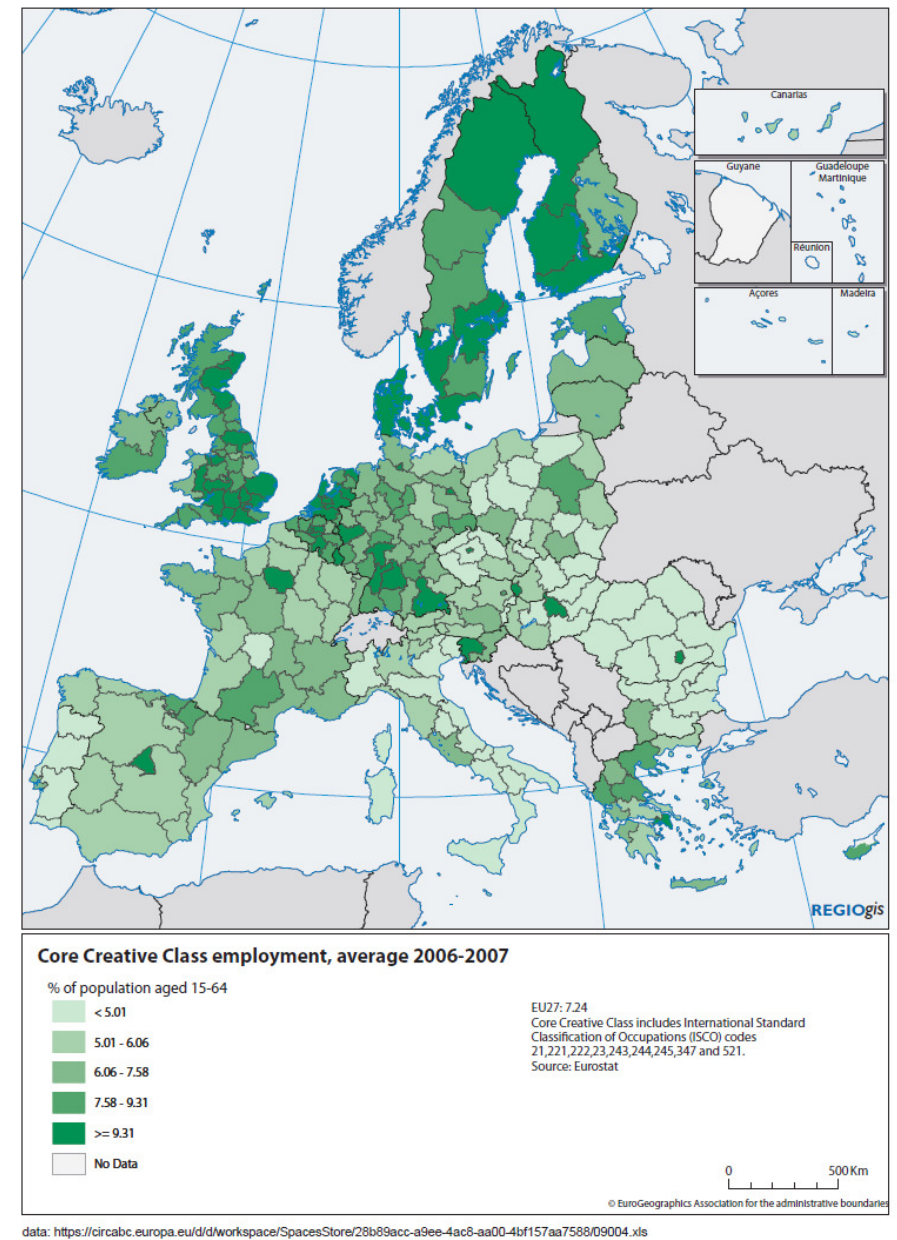 Canarias
Guyane
Guadeloupe
Martinique
Réunion
Açores
Madeira
REGIOgis
Core Creative Class employment, average 2006-2007
% of population aged 15-64
< 5.01
5.01 - 6.06
6.06 - 7.58
7.58 - 9.31
>= 9.31
No Data
EU27: 7.24
Core Creative Class includes International Standard
Classification of Occupations (ISCO) codes
21,221,222,23,243,244,245,347 and 521.
Source: Eurostat
0 500 Km
© EuroGeographics Association for the administrative boundaries
data: https://circabc.europa.eu/d/d/workspace/SpacesStore/28b89acc-a9ee-4ac8-aa00-4bf157aa7588/09004.xls